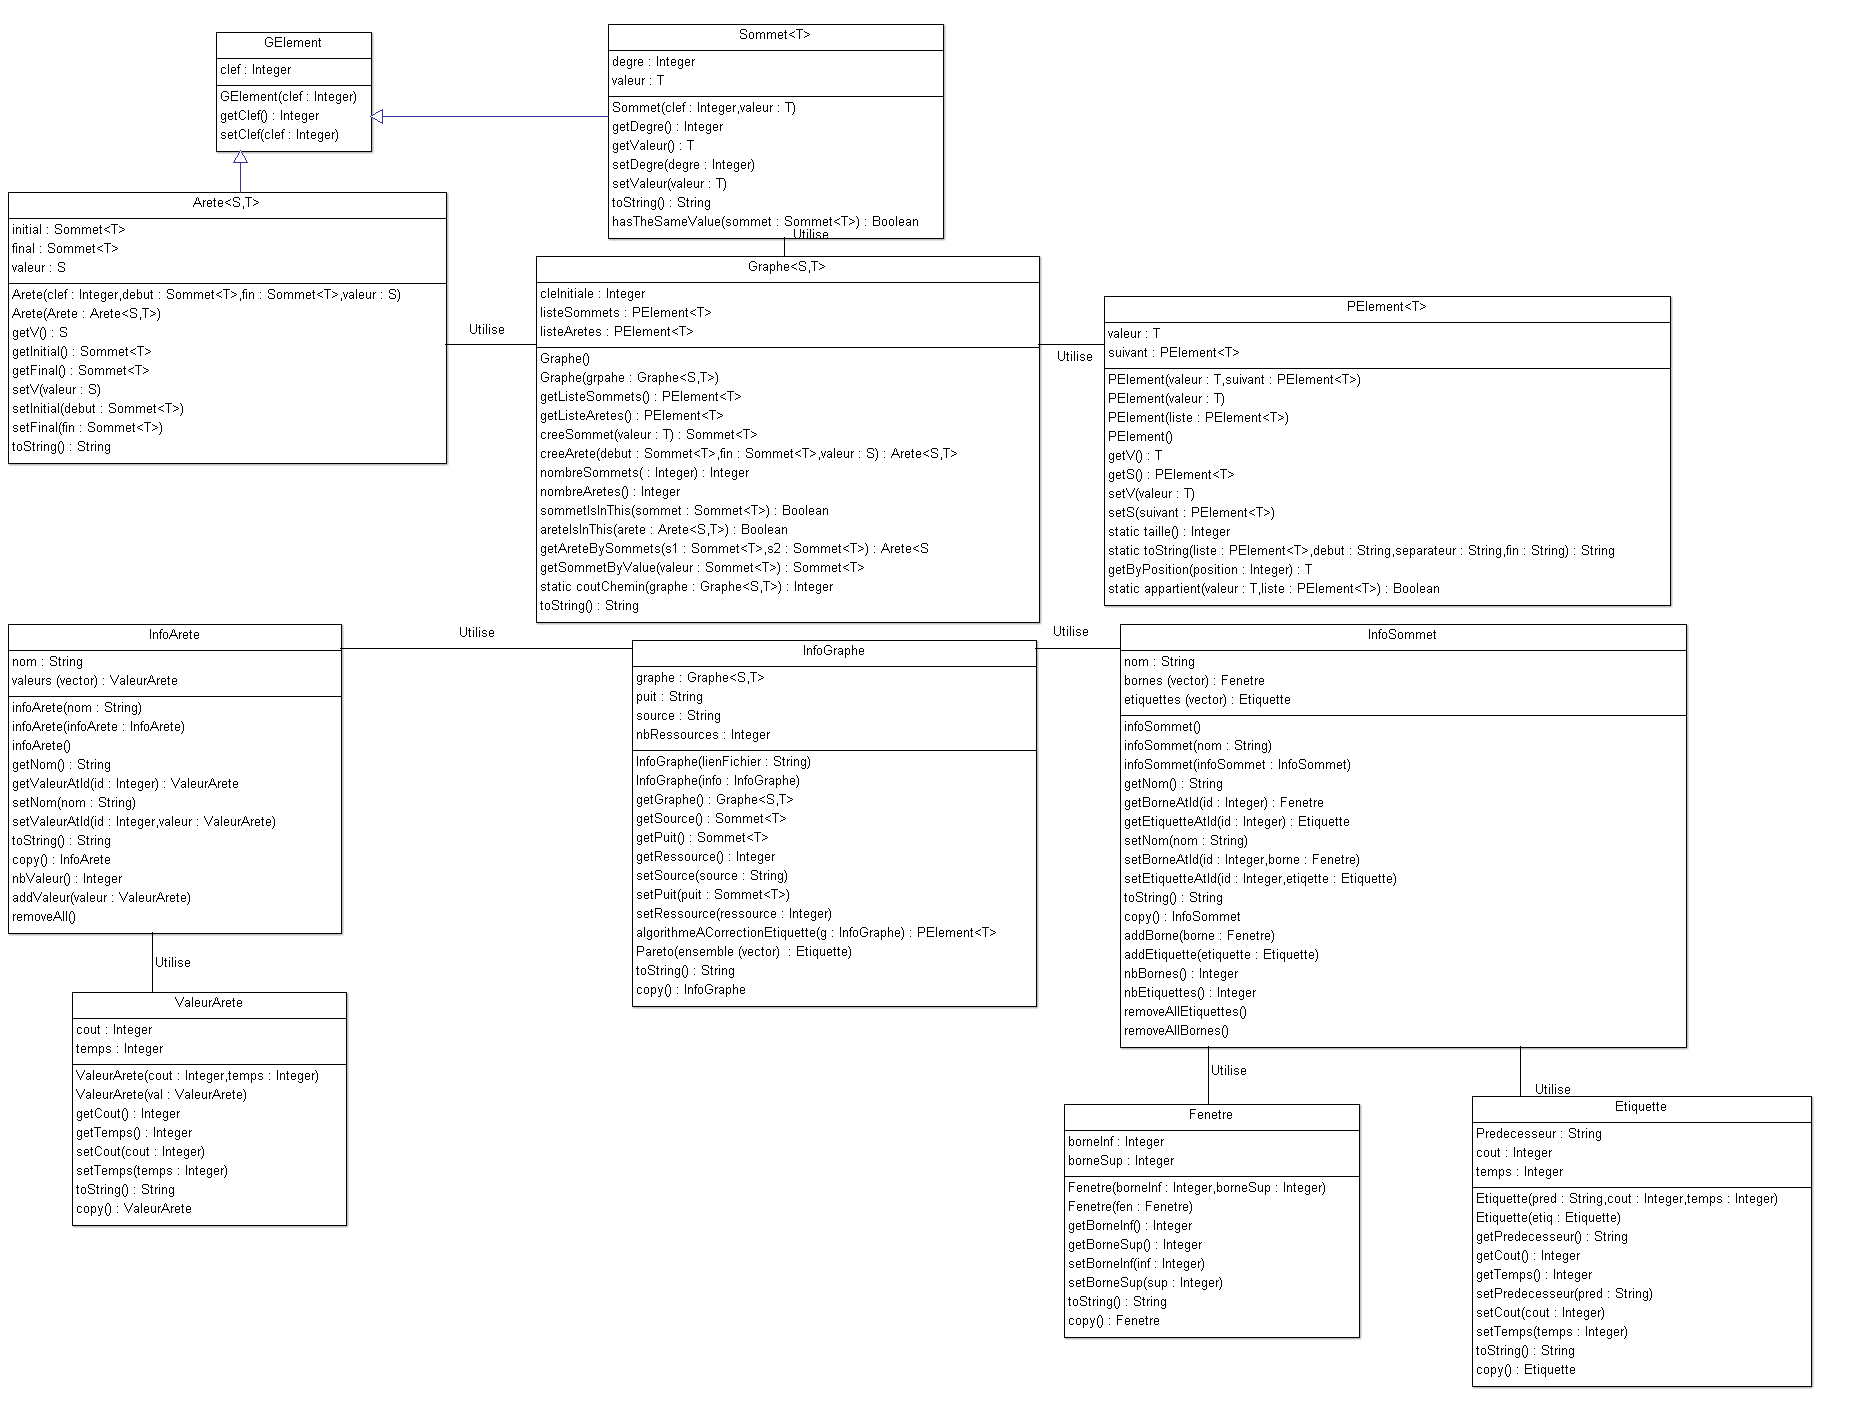 GElement
clef : Integer
GElement(clef : Integer)
getClef() : Integer
setClef(clef : Integer)
Sommet<T>
degre : Integer
valeur : T
Sommet(clef : Integer,valeur : T)
getDegre() : Integer
getValeur() : T
setDegre(degre : Integer)
setValeur(valeur : T)
toString() : String
hasTheSameValue(sommet : Sommet<T>) : Boolean
Utilise
Arete<S,T>
initial : Sommet<T>
final : Sommet<T>
valeur : S
Arete(clef : Integer,debut : Sommet<T>,fin : Sommet<T>,valeur : S)
Arete(Arete : Arete<S,T>)
getV() : S
getInitial() : Sommet<T>
getFinal() : Sommet<T>
setV(valeur : S)
setInitial(debut : Sommet<T>)
setFinal(fin : Sommet<T>)
toString() : String
Utilise
Graphe<S,T>
cleInitiale : Integer
listeSommets : PElement<T>
listeAretes : PElement<T>
Graphe()
Graphe(grpahe : Graphe<S,T>)
getListeSommets() : PElement<T>
getListeAretes() : PElement<T>
creeSommet(valeur : T) : Sommet<T>
creeArete(debut : Sommet<T>,fin : Sommet<T>,valeur : S) : Arete<S,T>
nombreSommets( : Integer) : Integer
nombreAretes() : Integer
sommetIsInThis(sommet : Sommet<T>) : Boolean
areteIsInThis(arete : Arete<S,T>) : Boolean
getAreteBySommets(s1 : Sommet<T>,s2 : Sommet<T>) : Arete<S
getSommetByValue(valeur : Sommet<T>) : Sommet<T>
static coutChemin(graphe : Graphe<S,T>) : Integer
toString() : String
Utilise
PElement<T>
valeur : T
suivant : PElement<T>
PElement(valeur : T,suivant : PElement<T>)
PElement(valeur : T)
PElement(liste : PElement<T>)
PElement()
getV() : T
getS() : PElement<T>
setV(valeur : T)
setS(suivant : PElement<T>)
static taille() : Integer
static toString(liste : PElement<T>,debut : String,separateur : String,fin : String) : String
getByPosition(position : Integer) : T
static appartient(valeur : T,liste : PElement<T>) : Boolean
InfoArete
nom : String
valeurs (vector) : ValeurArete
infoArete(nom : String)
infoArete(infoArete : InfoArete)
infoArete()
getNom() : String
getValeurAtId(id : Integer) : ValeurArete
setNom(nom : String)
setValeurAtId(id : Integer,valeur : ValeurArete)
toString() : String
copy() : InfoArete
nbValeur() : Integer
addValeur(valeur : ValeurArete)
removeAll()
Utilise
InfoGraphe
graphe : Graphe<S,T>
puit : String
source : String
nbRessources : Integer
InfoGraphe(lienFichier : String)
InfoGraphe(info : InfoGraphe)
getGraphe() : Graphe<S,T>
getSource() : Sommet<T>
getPuit() : Sommet<T>
getRessource() : Integer
setSource(source : String)
setPuit(puit : Sommet<T>)
setRessource(ressource : Integer)
algorithmeACorrectionEtiquette(g : InfoGraphe) : PElement<T>
Pareto(ensemble (vector)  : Etiquette)
toString() : String
copy() : InfoGraphe
Utilise
InfoSommet
nom : String
bornes (vector) : Fenetre
etiquettes (vector) : Etiquette
infoSommet()
infoSommet(nom : String)
infoSommet(infoSommet : InfoSommet)
getNom() : String
getBorneAtId(id : Integer) : Fenetre
getEtiquetteAtId(id : Integer) : Etiquette
setNom(nom : String)
setBorneAtId(id : Integer,borne : Fenetre)
setEtiquetteAtId(id : Integer,etiqette : Etiquette)
toString() : String
copy() : InfoSommet
addBorne(borne : Fenetre)
addEtiquette(etiquette : Etiquette)
nbBornes() : Integer
nbEtiquettes() : Integer
removeAllEtiquettes()
removeAllBornes()
Utilise
ValeurArete
cout : Integer
temps : Integer
ValeurArete(cout : Integer,temps : Integer)
ValeurArete(val : ValeurArete)
getCout() : Integer
getTemps() : Integer
setCout(cout : Integer)
setTemps(temps : Integer)
toString() : String
copy() : ValeurArete
Utilise
Fenetre
borneInf : Integer
borneSup : Integer
Fenetre(borneInf : Integer,borneSup : Integer)
Fenetre(fen : Fenetre)
getBorneInf() : Integer
getBorneSup() : Integer
setBorneInf(inf : Integer)
setBorneSup(sup : Integer)
toString() : String
copy() : Fenetre
Utilise
Etiquette
Predecesseur : String
cout : Integer
temps : Integer
Etiquette(pred : String,cout : Integer,temps : Integer)
Etiquette(etiq : Etiquette)
getPredecesseur() : String
getCout() : Integer
getTemps() : Integer
setPredecesseur(pred : String)
setCout(cout : Integer)
setTemps(temps : Integer)
toString() : String
copy() : Etiquette